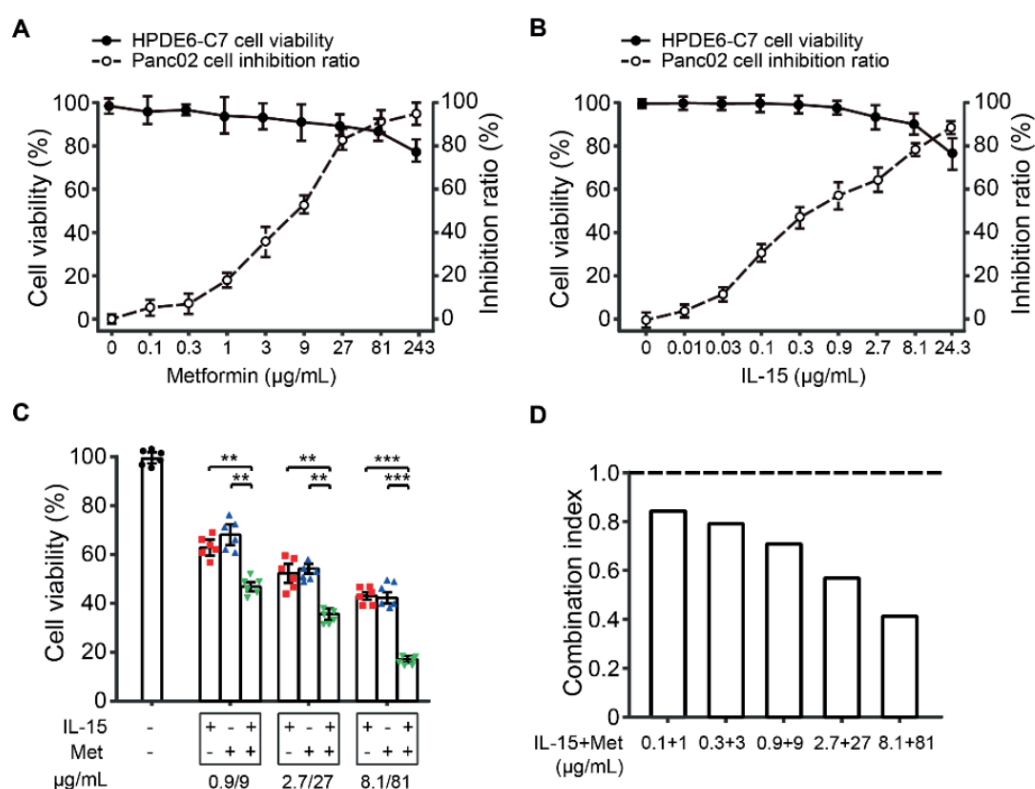 A
HPDE6-C7 cell viability
Panc02 cell inhibition ratio
Cell viability (%)
100
80
60
40
20
0
100
80
60
40
20
0
Inhibition ratio (%)
0 0.1 0.3 1 3 9 27 81 243
Metformin (µg/mL)
B
HPDE6-C7 cell viability
Panc02 cell inhibition ratio
Cell viability (%)
100
80
60
40
20
0
100
80
60
40
20
0
Inhibition ratio (%)
0 0.01 0.03 0.1 0.3 0.9 2.7 8.1 24.3
IL-15 (µg/mL)
C
Cell viability (%)
100
80
60
40
20
0
** ** ***
** ** ***
IL-15 - + - + + - + + - +
Met - - + + - + + - + +
µg/mL 0.9/9 2.7/27 8.1/81
D
Combination index
1.0
0.8
0.6
0.4
0.2
0
IL-15+Met 0.1+1 0.3+3 0.9+9 2.7+27 8.1+81
(µg/mL)